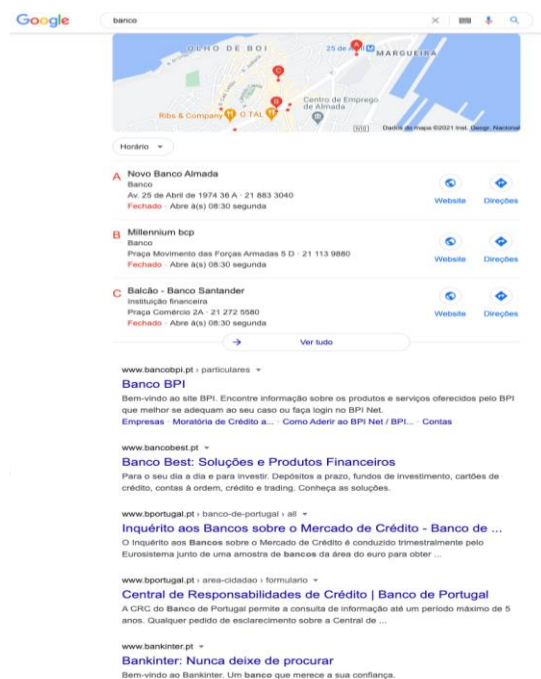 Google
banco
OLHO DE BOI
25 de A
MARGUEIRA
A
C
B
Centro de Emprego
de Almada
Ribs & Company
O.TAL
Dados do mapa ©2021 Inst. Geogr. Nacional
Horário
A Novo Banco Almada
Banco
Av. 25 de Abril de 1974 36 A · 21 883 3040
Fechado · Abre à(s) 08:30 segunda
Website Direções
B Millennium bcp
Banco
Praça Movimento das Forças Armadas 5 D · 21 113 9880
Fechado · Abre à(s) 08:30 segunda
Website Direções
C Balcão - Banco Santander
Instituição financeira
Praça Comércio 2A · 21 272 5580
Fechado · Abre à(s) 08:30 segunda
Website Direções
→ Ver tudo
www.bancobpi.pt › particulares
Banco BPI
Bem-vindo ao site BPI. Encontre informação sobre os produtos e serviços oferecidos pelo BPI
que melhor se adequam ao seu caso ou faça login no BPI Net.
Empresas · Moratória de Crédito a... · Como Aderir ao BPI Net / BPI... · Contas
www.bancobest.pt
Banco Best: Soluções e Produtos Financeiros
Para o seu dia a dia e para investir. Depósitos a prazo, fundos de investimento, cartões de
crédito, contas à ordem, crédito e trading. Conheça as soluções.
www.bportugal.pt › banco-de-portugal › all
Inquérito aos Bancos sobre o Mercado de Crédito - Banco de ...
O Inquérito aos Bancos sobre o Mercado de Crédito é conduzido trimestralmente pelo
Eurosistema junto de uma amostra de bancos da área do euro para obter ...
www.bportugal.pt › area-cidadao › formulario
Central de Responsabilidades de Crédito | Banco de Portugal
A CRC do Banco de Portugal permite a consulta de informação até um período máximo de 5
anos. Qualquer pedido de esclarecimento sobre a Central de ...
www.bankinter.pt
Bankinter: Nunca deixe de procurar
Bem-vindo ao Bankinter. Um banco que merece a sua confiança.